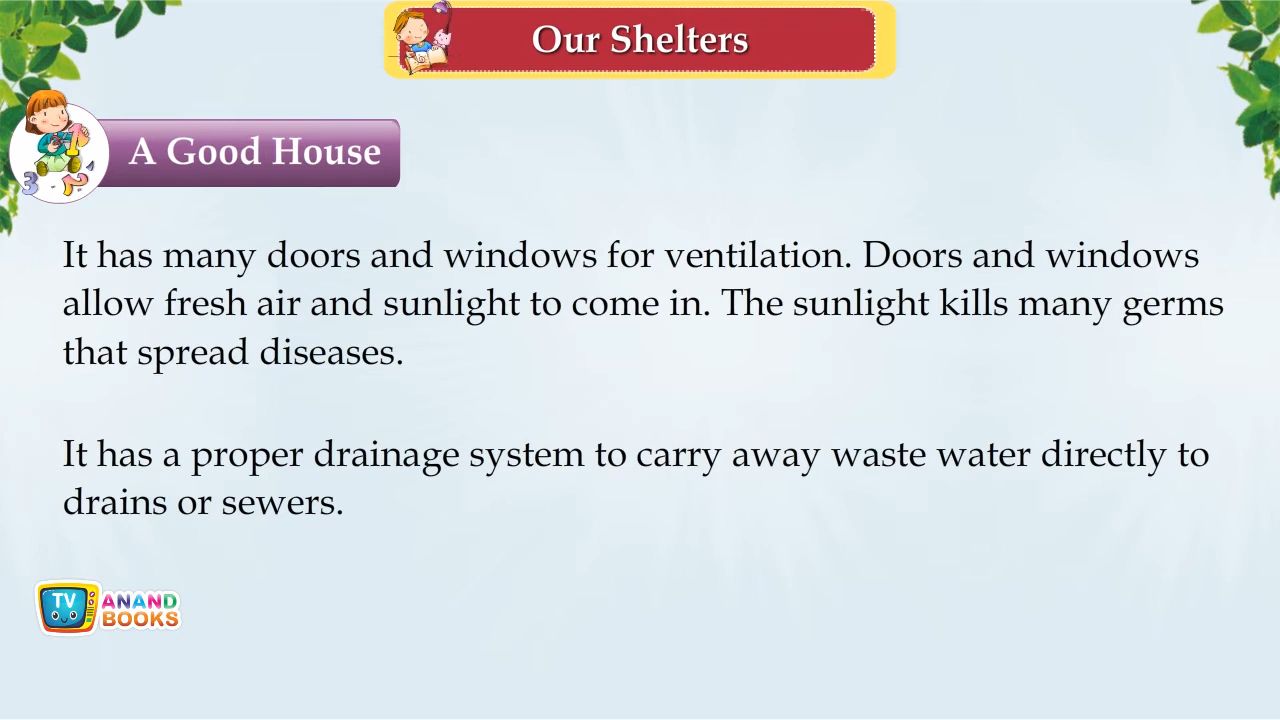 Our Shelters
A Good House
It has many doors and windows for ventilation. Doors and windows
allow fresh air and sunlight to come in. The sunlight kills many germs
that spread diseases.
It has a proper drainage system to carry away waste water directly to
drains or sewers.
TV ANAND
BOOKS